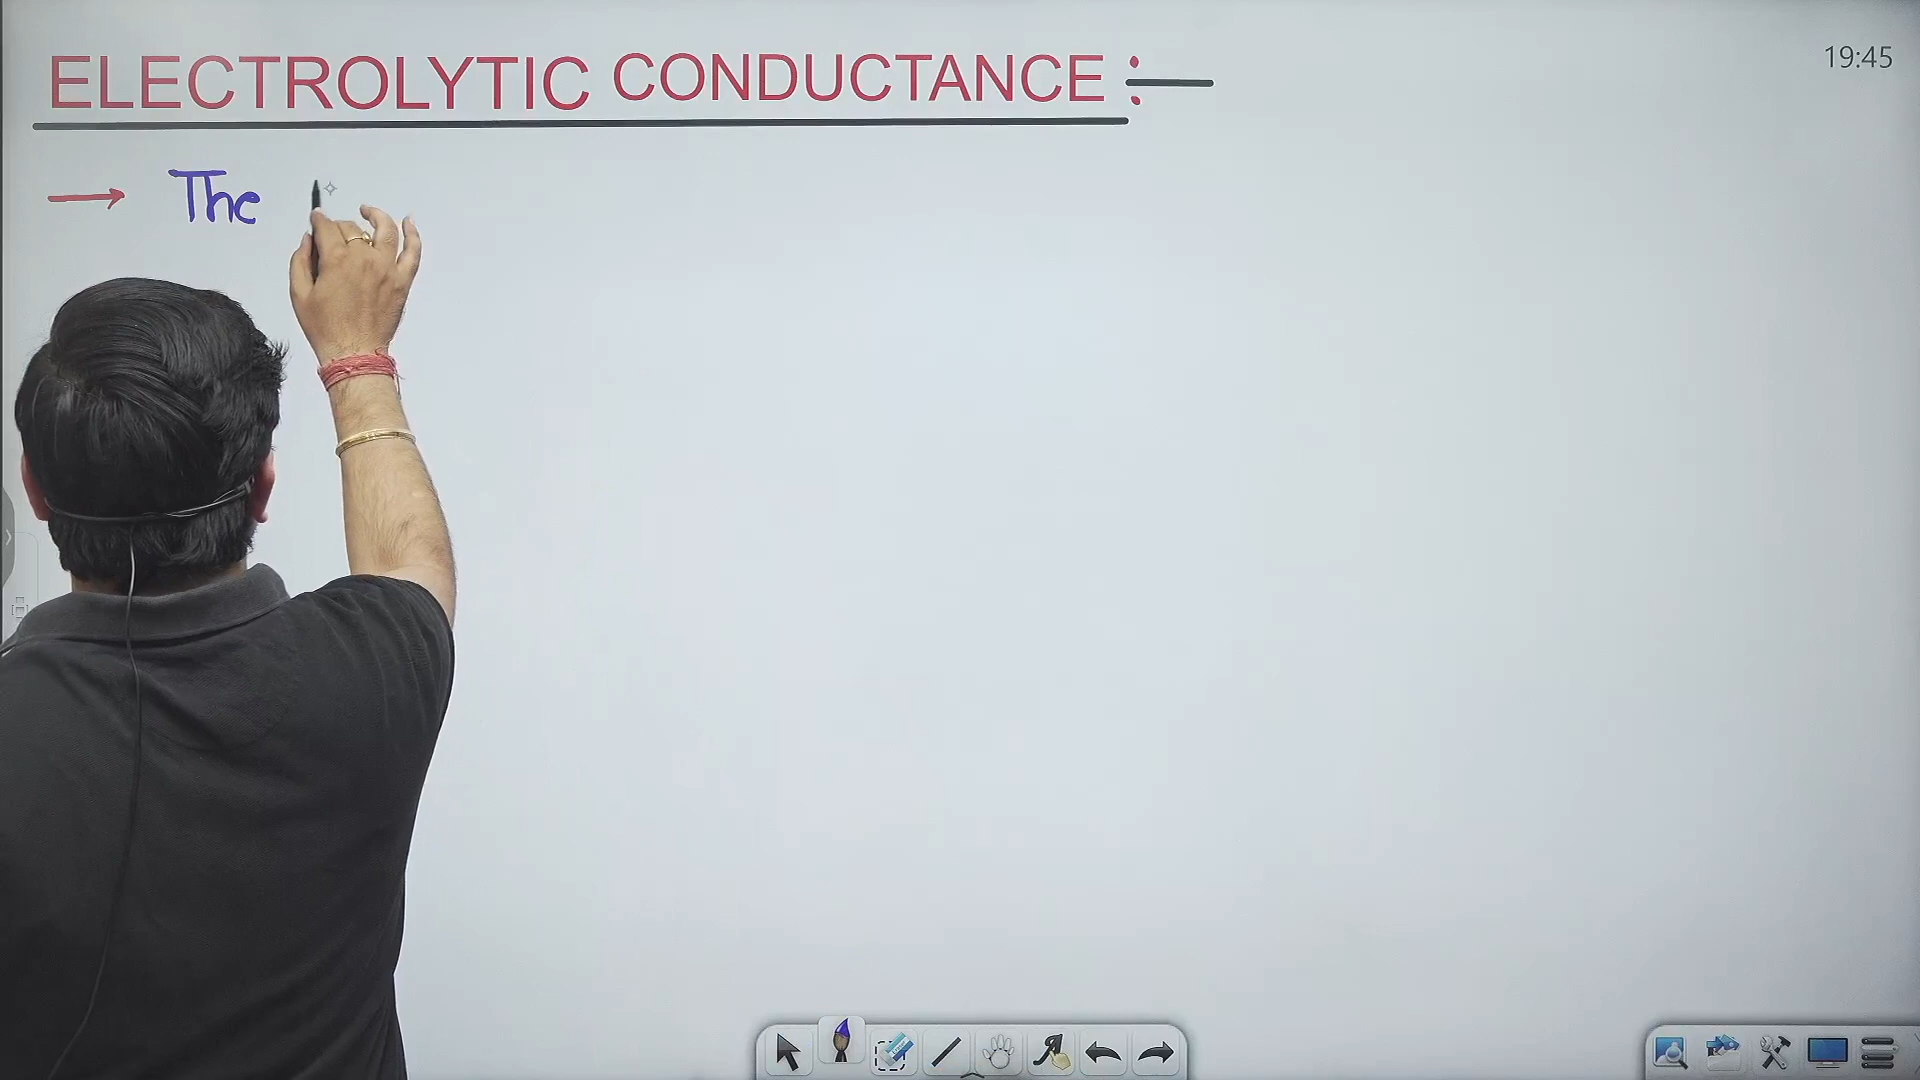 ELECTROLYTIC CONDUCTANCE :—
19:45
→ The